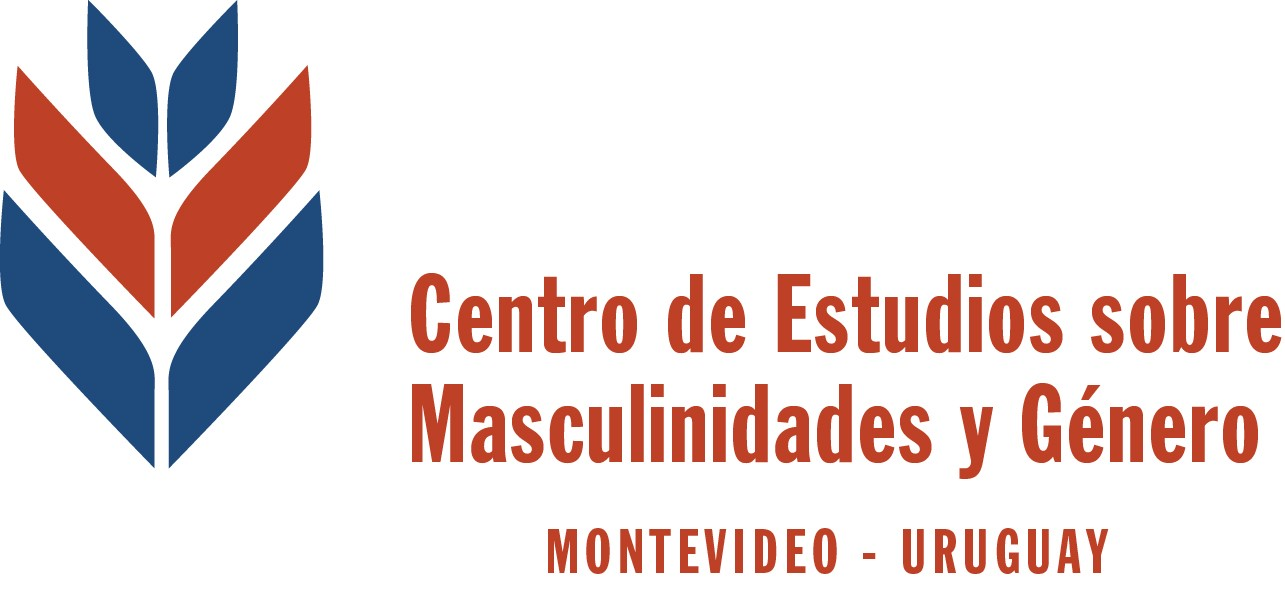 Centro de Estudios sobre
Masculinidades y Género
MONTEVIDEO - URUGUAY